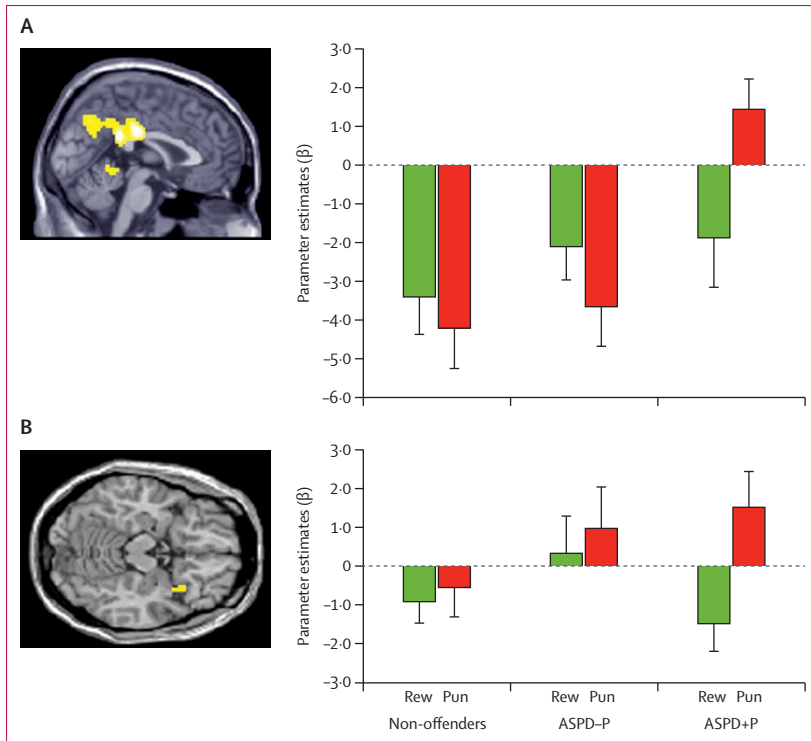 A
Parameter estimates (β)
3·0
2·0
1·0
0
–1·0
–2·0
–3·0
–4·0
–5·0
–6·0
B
Parameter estimates (β)
3·0
2·0
1·0
0
–1·0
–2·0
–3·0
Rew Pun Rew Pun Rew Pun
Non-offenders ASPD–P ASPD+P